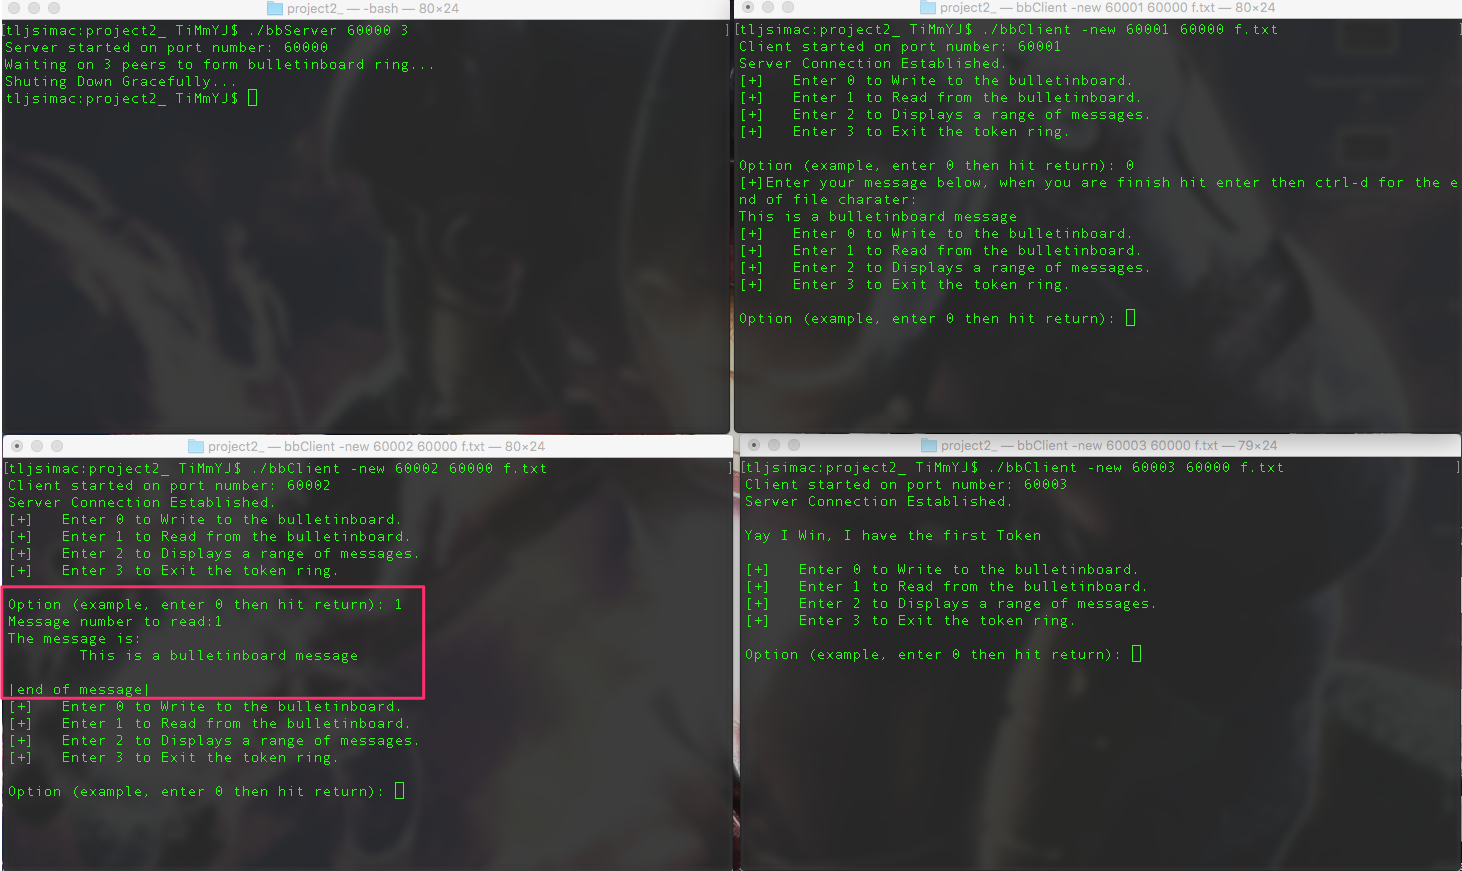 project2_ — -bash — 80×24
[tljsimac:project2_ TiMmYJ$ ./bbServer 60000 3 ]
Server started on port number: 60000
Waiting on 3 peers to form bulletinboard ring...
Shuting Down Gracefully...
tljsimac:project2_ TiMmYJ$
project2_ — bbClient -new 60001 60000 f.txt — 80×24
[tljsimac:project2_ TiMmYJ$ ./bbClient -new 60001 60000 f.txt ]
Client started on port number: 60001
Server Connection Established.
[+] Enter 0 to Write to the bulletinboard.
[+] Enter 1 to Read from the bulletinboard.
[+] Enter 2 to Displays a range of messages.
[+] Enter 3 to Exit the token ring.
Option (example, enter 0 then hit return): 0
[+]Enter your message below, when you are finish hit enter then ctrl-d for the e
nd of file charater:
This is a bulletinboard message
[+] Enter 0 to Write to the bulletinboard.
[+] Enter 1 to Read from the bulletinboard.
[+] Enter 2 to Displays a range of messages.
[+] Enter 3 to Exit the token ring.
Option (example, enter 0 then hit return):
project2_ — bbClient -new 60002 60000 f.txt — 80×24
[tljsimac:project2_ TiMmYJ$ ./bbClient -new 60002 60000 f.txt ]
Client started on port number: 60002
Server Connection Established.
[+] Enter 0 to Write to the bulletinboard.
[+] Enter 1 to Read from the bulletinboard.
[+] Enter 2 to Displays a range of messages.
[+] Enter 3 to Exit the token ring.
Option (example, enter 0 then hit return): 1
Message number to read:1
The message is:
This is a bulletinboard message
|end of message|
[+] Enter 0 to Write to the bulletinboard.
[+] Enter 1 to Read from the bulletinboard.
[+] Enter 2 to Displays a range of messages.
[+] Enter 3 to Exit the token ring.
Option (example, enter 0 then hit return):
project2_ — bbClient -new 60003 60000 f.txt — 79×24
[tljsimac:project2_ TiMmYJ$ ./bbClient -new 60003 60000 f.txt ]
Client started on port number: 60003
Server Connection Established.
Yay I Win, I have the first Token
[+] Enter 0 to Write to the bulletinboard.
[+] Enter 1 to Read from the bulletinboard.
[+] Enter 2 to Displays a range of messages.
[+] Enter 3 to Exit the token ring.
Option (example, enter 0 then hit return):